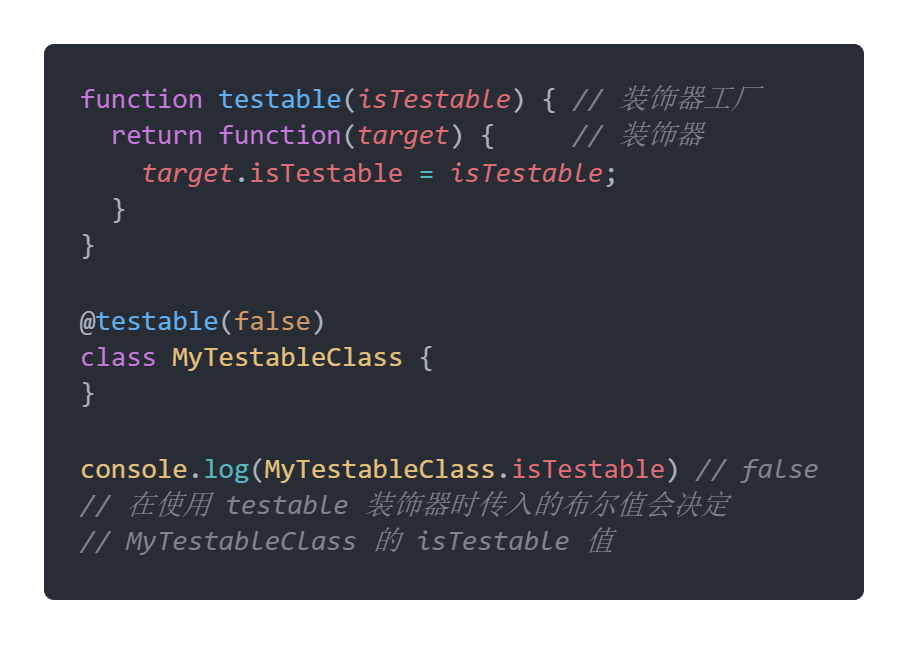 function testable(isTestable) { // 装饰器工厂
  return function(target) {     // 装饰器
    target.isTestable = isTestable;
  }
}

@testable(false)
class MyTestableClass {
}

console.log(MyTestableClass.isTestable) // false
// 在使用 testable 装饰器时传入的布尔值会决定
// MyTestableClass 的 isTestable 值